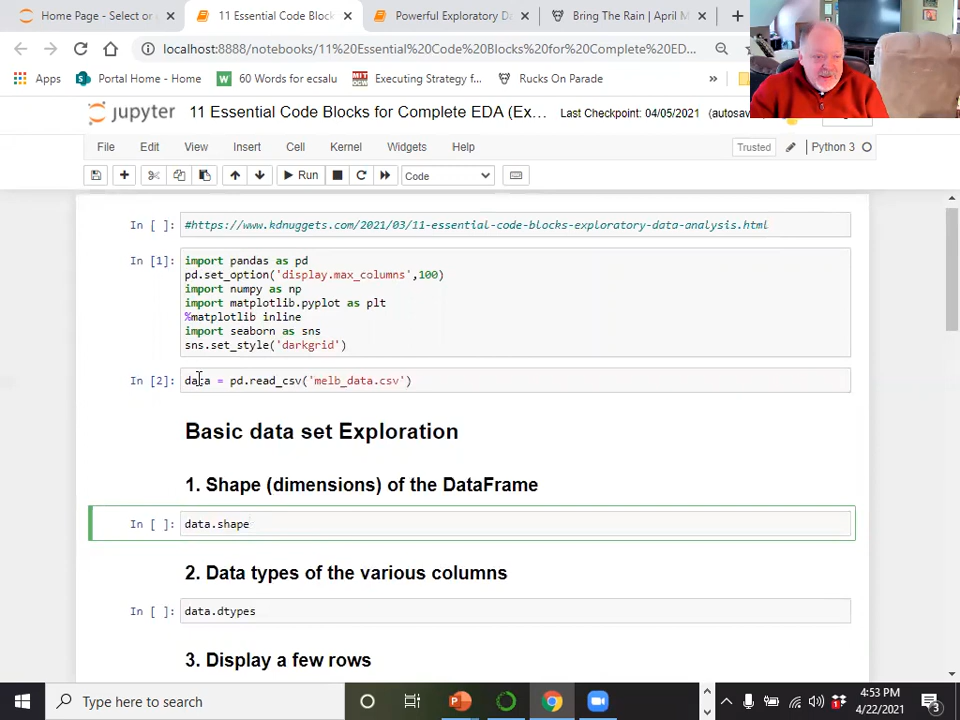 Home Page - Select or
11 Essential Code Block
Powerful Exploratory Da
Bring The Rain | April M
localhost:8888/notebooks/11%20Essential%20Code%20Blocks%20for%20Complete%20ED...
Apps
Portal Home - Home
60 Words for ecsalu
Executing Strategy f
Rucks On Parade
»
jupyter
11 Essential Code Blocks for Complete EDA (Ex...
Last Checkpoint: 04/05/2021
(autosav
File
Edit
View
Insert
Cell
Kernel
Widgets
Help
Trusted
Python 3
Run
Code
In [ ]:
#https://www.kdnuggets.com/2021/03/11-essential-code-blocks-exploratory-data-analysis.html
In [1]:
import pandas as pd
pd.set_option('display.max_columns',100)
import numpy as np
import matplotlib.pyplot as plt
%matplotlib inline
import seaborn as sns
sns.set_style('darkgrid')
In [2]:
data = pd.read_csv('melb_data.csv')
Basic data set Exploration
1. Shape (dimensions) of the DataFrame
In [ ]:
data.shape
2. Data types of the various columns
In [ ]:
data.dtypes
3. Display a few rows
Type here to search
4:53 PM
4/22/2021
3